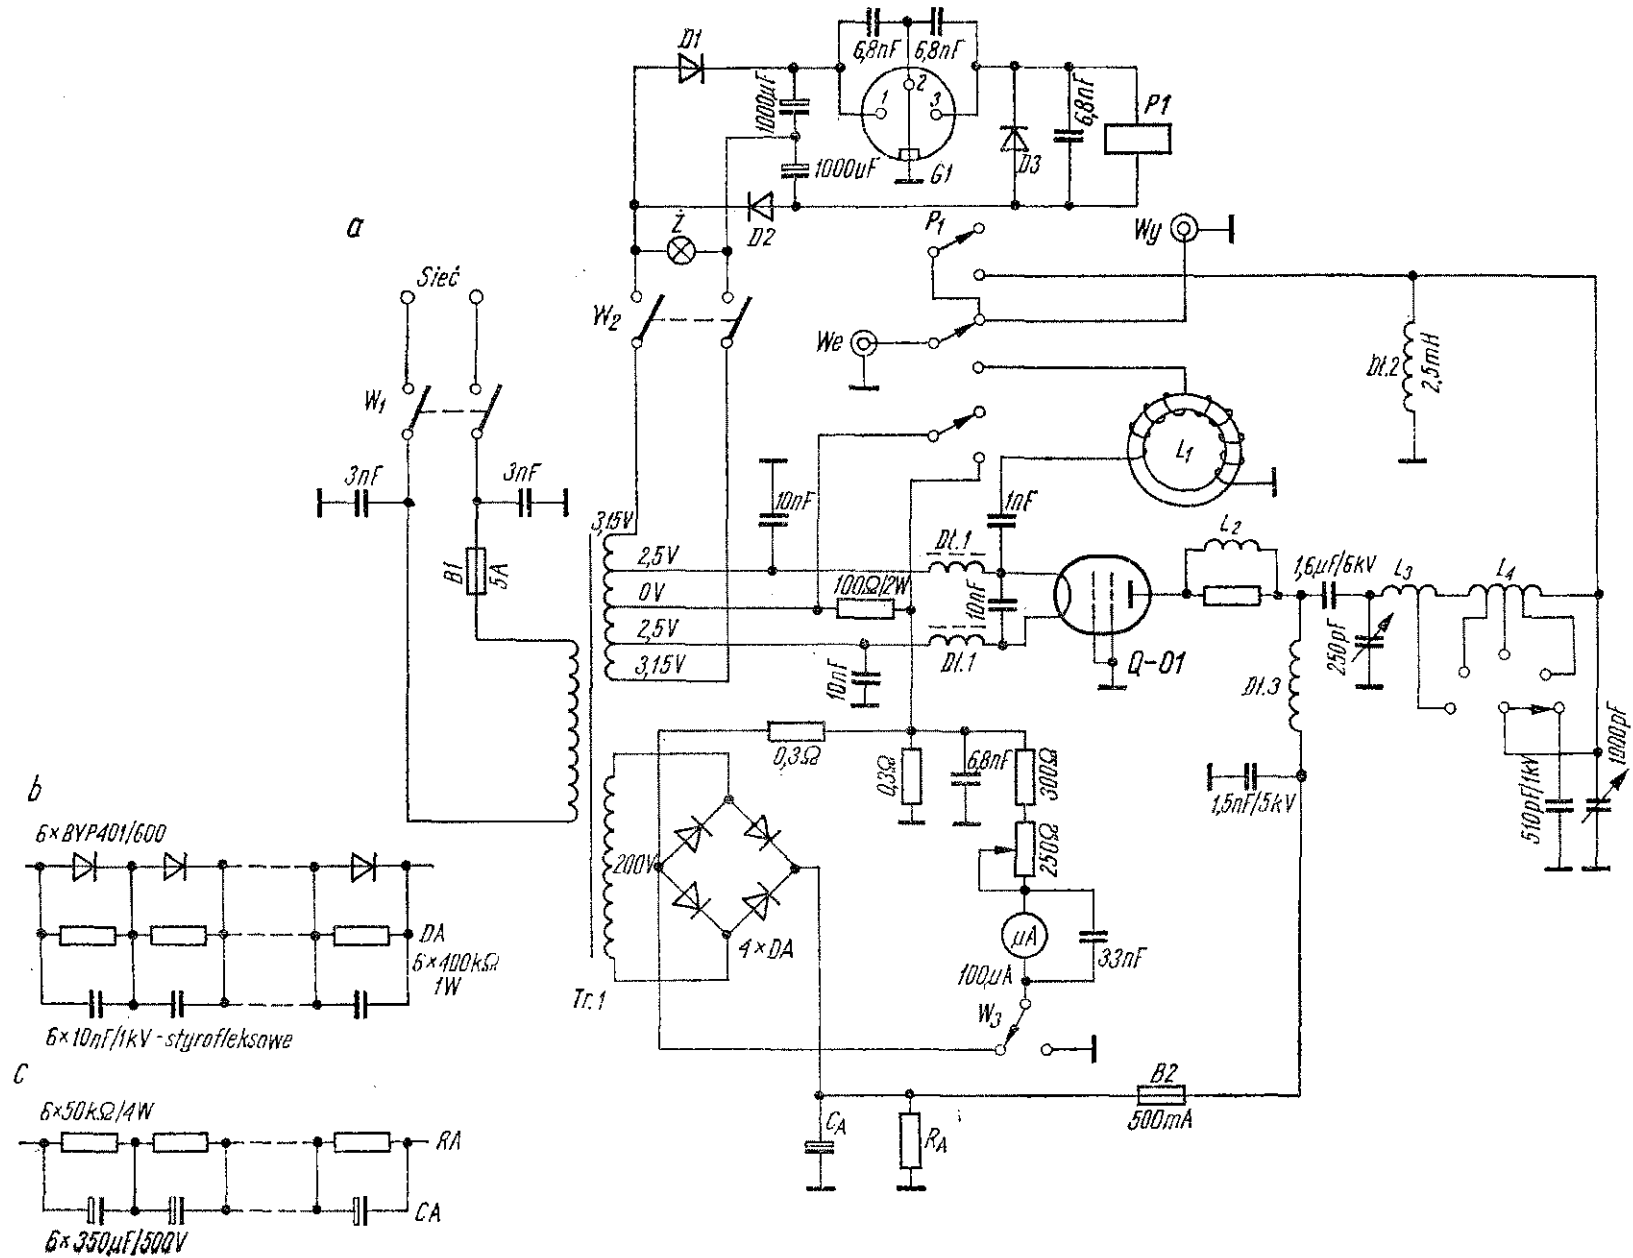 D1
6,8nF
6,8nF
1000µF
1
2
3
6,8nF
P1
1000uF
G1
D3
a
Ż
D2
P1
Wy
Sieć
W2
We
Dł.2
2,5mH
W1
L1
3nF
3nF
10nF
1nF
3,15V
2,5V
Dł.1
L2
B1
5A
0V
100Ω/2W
10nF
1,6µF/6kV
L3
L4
2,5V
3,15V
10nF
Dł.1
Q-01
250pF
Dł.3
0,3Ω
0,3Ω
6,8nF
300Ω
1,5nF/5kV
510pF/1kV
1000pF
b
6×BYP401/600
200V
250Ω
DA
6×400kΩ
1W
4×DA
µA
100µA
33nF
Tr.1
W3
6×10nF/1kV - styrofleksowe
C
6×50kΩ/4W
RA
B2
500mA
CA
RA
CA
6×350µF/500V